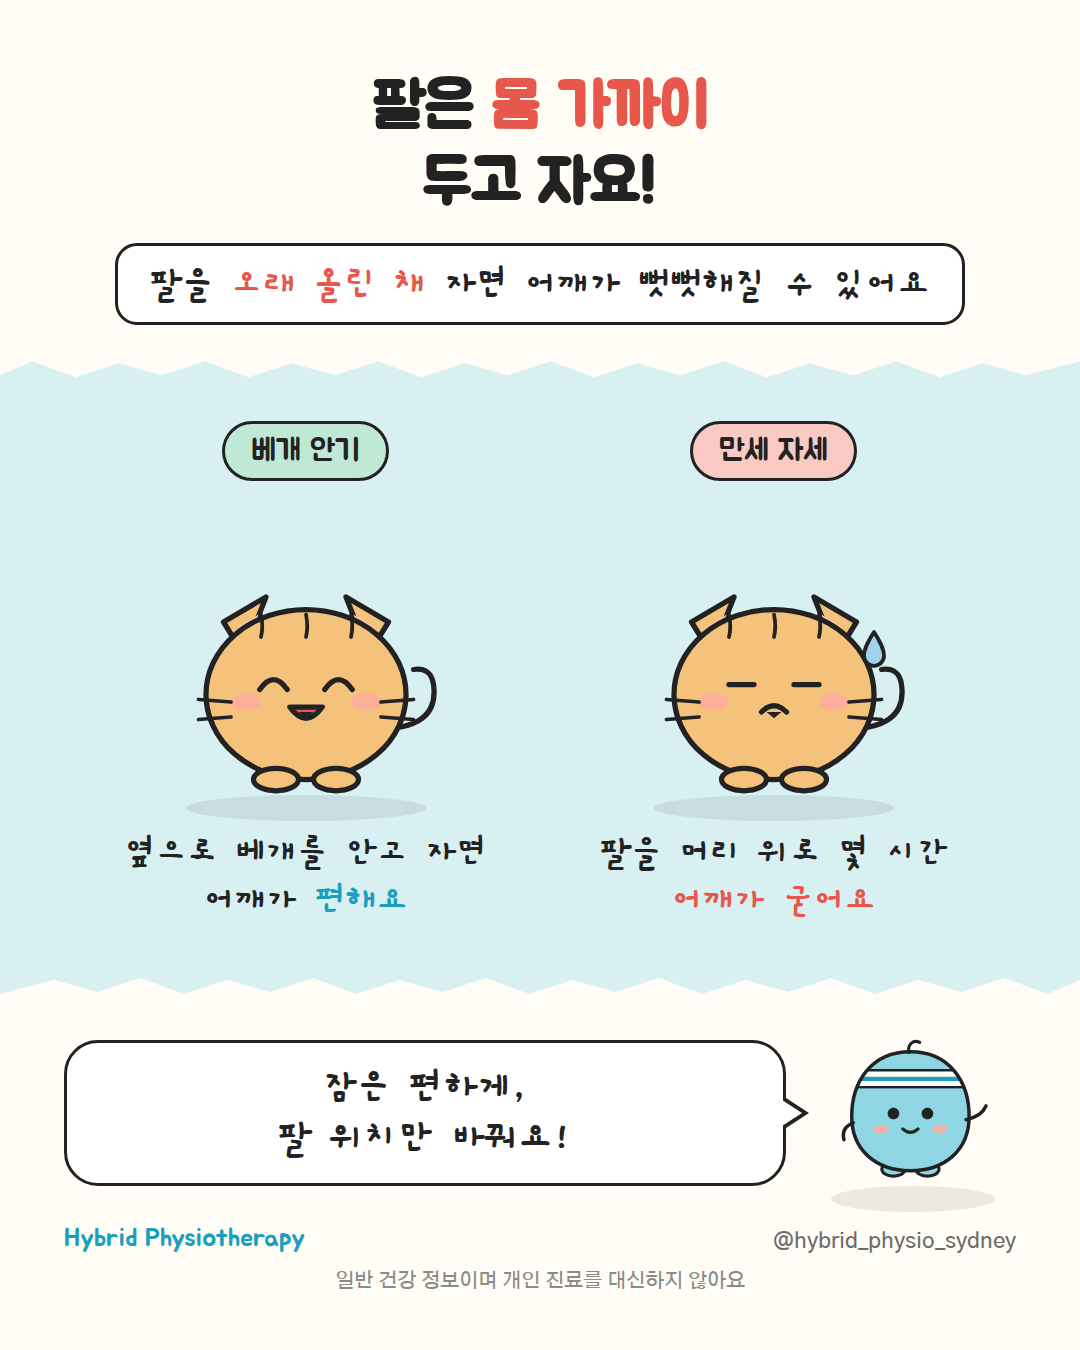 팔은 몸 가까이
두고 자요!
팔을 오래 올린 채 자면 어깨가 뻣뻣해질 수 있어요
베개 안기
만세 자세
옆으로 베개를 안고 자면
어깨가 편해요
팔을 머리 위로 몇 시간
어깨가 굳어요
잠은 편하게,
팔 위치만 바꿔요!
Hybrid Physiotherapy
@hybrid_physio_sydney
일반 건강 정보이며 개인 진료를 대신하지 않아요